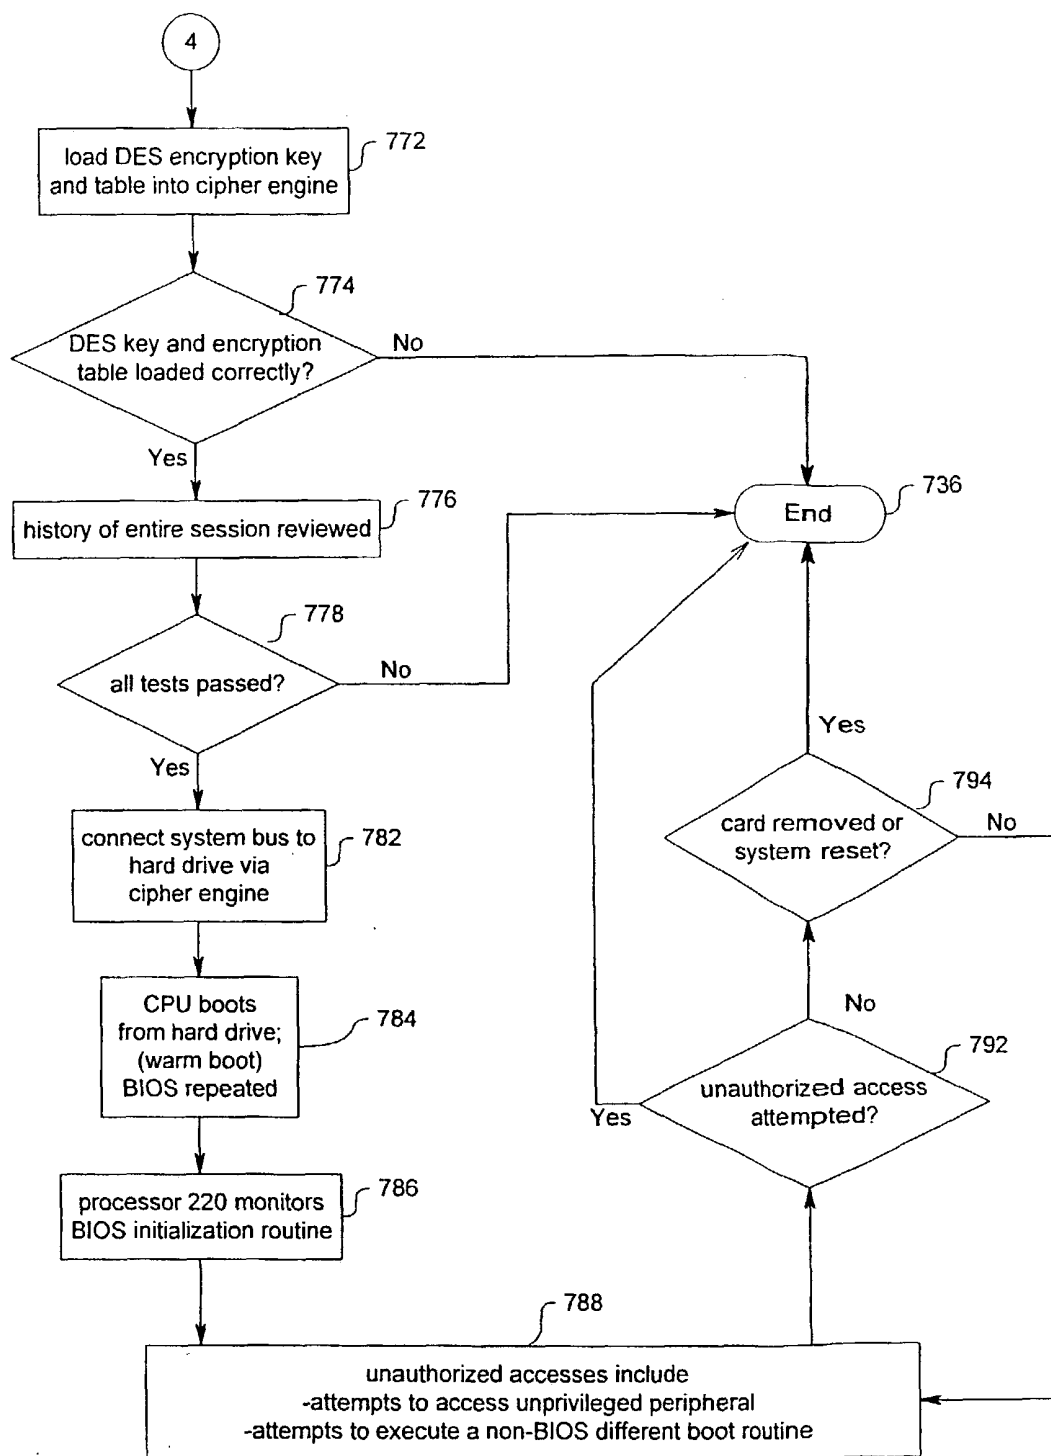 4
load DES encryption key
and table into cipher engine
772
774
DES key and encryption
table loaded correctly?
No
Yes
history of entire session reviewed
776
End
736
778
all tests passed?
No
Yes
connect system bus to
hard drive via
cipher engine
782
Yes
card removed or
system reset?
794
No
CPU boots
from hard drive;
(warm boot)
BIOS repeated
784
No
unauthorized access
attempted?
792
Yes
processor 220 monitors
BIOS initialization routine
786
788
unauthorized accesses include
-attempts to access unprivileged peripheral
-attempts to execute a non-BIOS different boot routine